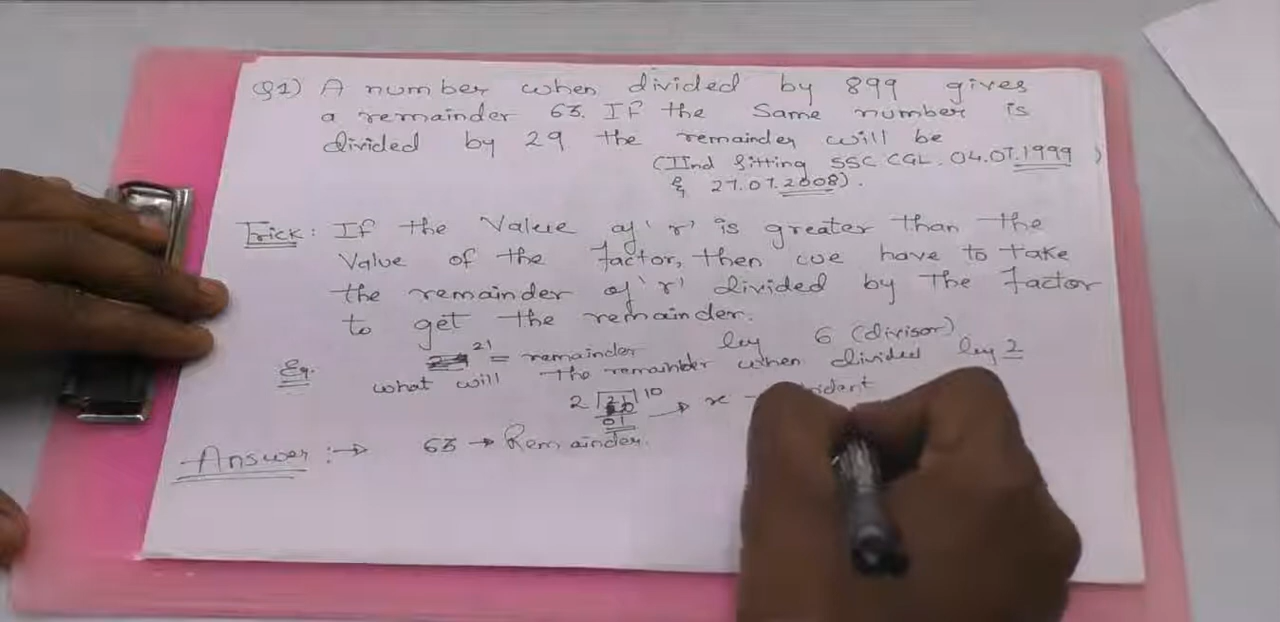 Q1) A number when divided by 899 gives
a remainder 63. If the same number is
divided by 29 the remainder will be
(IInd Sitting SSC CGL. 04.07.1999
& 27.07.2008).
Trick: If the value of 'r' is greater than the
value of the factor, then we have to take
the remainder of 'r' divided by the factor
to get the remainder.
Eg. 21 = remainder by 6 (divisor)
what will the remainder when divided by 2
2 21 10
01 → r
Answer :→ 63 → Remainder.